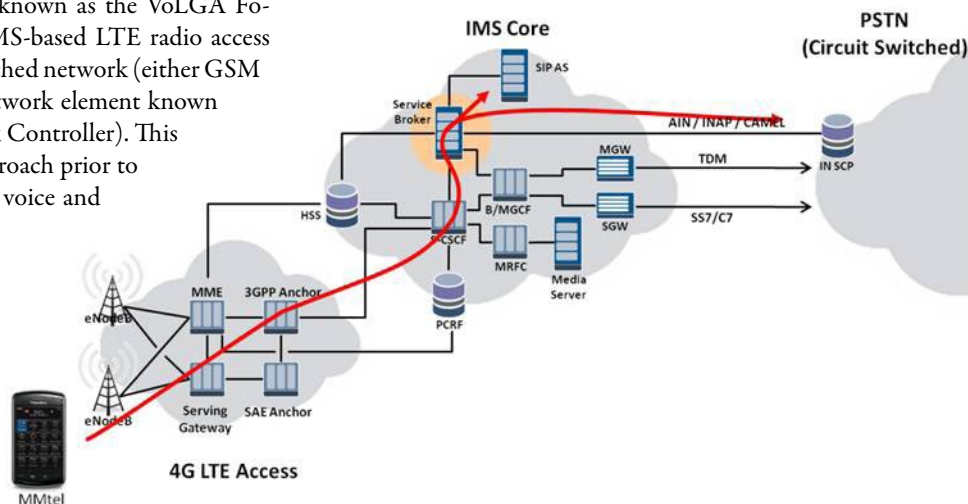 known as the VoLGA Fo-
MS-based LTE radio access
ched network (either GSM
twork element known
Controller). This
roach prior to
voice and
IMS Core
PSTN
(Circuit Switched)
SIP AS
Service
Broker
AIN / INAP / CAMEL
IN SCP
MGW
TDM
HSS
B/MGCF
SGW
SS7/C7
S-CSCF
MRFC
Media
Server
PCRF
MME
3GPP Anchor
eNodeB
eNodeB
Serving
Gateway
SAE Anchor
4G LTE Access
MMtel